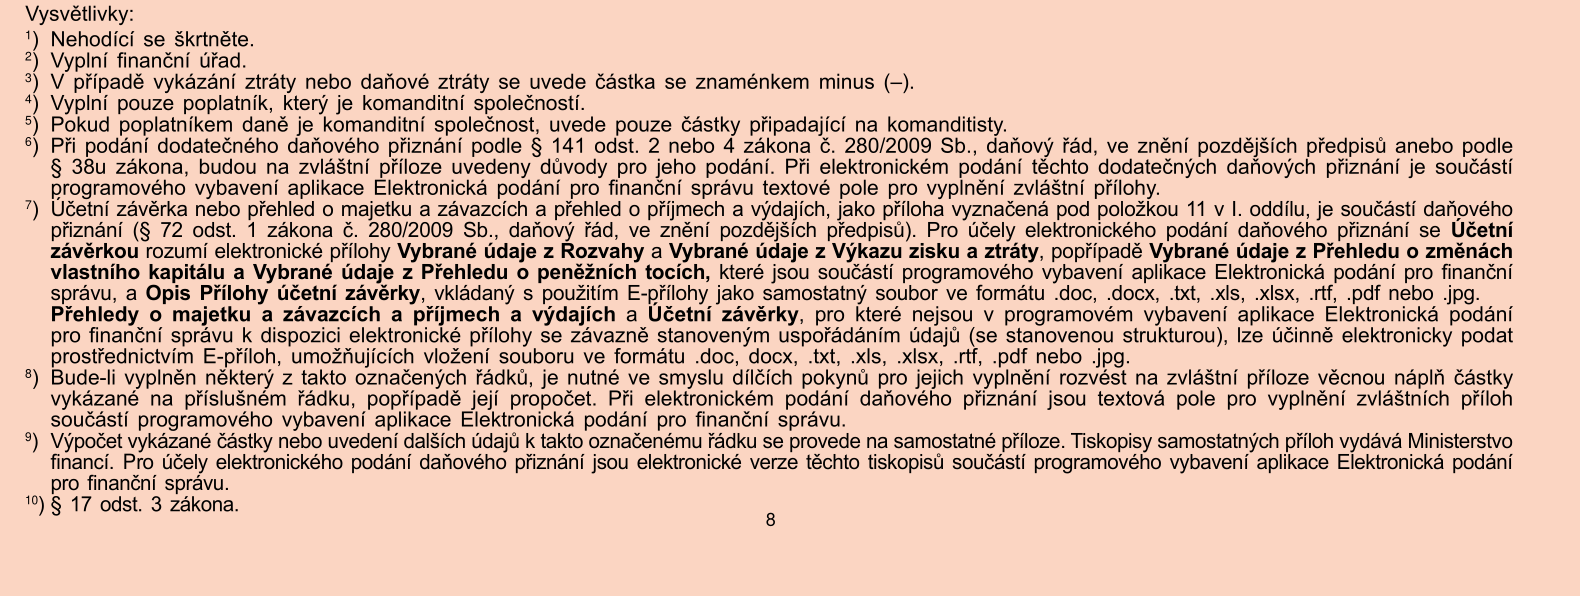 Vysvětlivky:
¹) Nehodící se škrtněte.
²) Vyplní finanční úřad.
³) V případě vykázání ztráty nebo daňové ztráty se uvede částka se znaménkem minus (–).
⁴) Vyplní pouze poplatník, který je komanditní společností.
⁵) Pokud poplatníkem daně je komanditní společnost, uvede pouze částky připadající na komanditisty.
⁶) Při podání dodatečného daňového přiznání podle § 141 odst. 2 nebo 4 zákona č. 280/2009 Sb., daňový řád, ve znění pozdějších předpisů anebo podle
§ 38u zákona, budou na zvláštní příloze uvedeny důvody pro jeho podání. Při elektronickém podání těchto dodatečných daňových přiznání je součástí
programového vybavení aplikace Elektronická podání pro finanční správu textové pole pro vyplnění zvláštní přílohy.
⁷) Účetní závěrka nebo přehled o majetku a závazcích a přehled o příjmech a výdajích, jako příloha vyznačená pod položkou 11 v I. oddílu, je součástí daňového
přiznání (§ 72 odst. 1 zákona č. 280/2009 Sb., daňový řád, ve znění pozdějších předpisů). Pro účely elektronického podání daňového přiznání se Účetní
závěrkou rozumí elektronické přílohy Vybrané údaje z Rozvahy a Vybrané údaje z Výkazu zisku a ztráty, popřípadě Vybrané údaje z Přehledu o změnách
vlastního kapitálu a Vybrané údaje z Přehledu o peněžních tocích, které jsou součástí programového vybavení aplikace Elektronická podání pro finanční
správu, a Opis Přílohy účetní závěrky, vkládaný s použitím E-přílohy jako samostatný soubor ve formátu .doc, .docx, .txt, .xls, .xlsx, .rtf, .pdf nebo .jpg.
Přehledy o majetku a závazcích a příjmech a výdajích a Účetní závěrky, pro které nejsou v programovém vybavení aplikace Elektronická podání
pro finanční správu k dispozici elektronické přílohy se závazně stanoveným uspořádáním údajů (se stanovenou strukturou), lze účinně elektronicky podat
prostřednictvím E-příloh, umožňujících vložení souboru ve formátu .doc, docx, .txt, .xls, .xlsx, .rtf, .pdf nebo .jpg.
⁸) Bude-li vyplněn některý z takto označených řádků, je nutné ve smyslu dílčích pokynů pro jejich vyplnění rozvést na zvláštní příloze věcnou náplň částky
vykázané na příslušném řádku, popřípadě její propočet. Při elektronickém podání daňového přiznání jsou textová pole pro vyplnění zvláštních příloh
součástí programového vybavení aplikace Elektronická podání pro finanční správu.
⁹) Výpočet vykázané částky nebo uvedení dalších údajů k takto označenému řádku se provede na samostatné příloze. Tiskopisy samostatných příloh vydává Ministerstvo
financí. Pro účely elektronického podání daňového přiznání jsou elektronické verze těchto tiskopisů součástí programového vybavení aplikace Elektronická podání
pro finanční správu.
¹⁰) § 17 odst. 3 zákona.
8